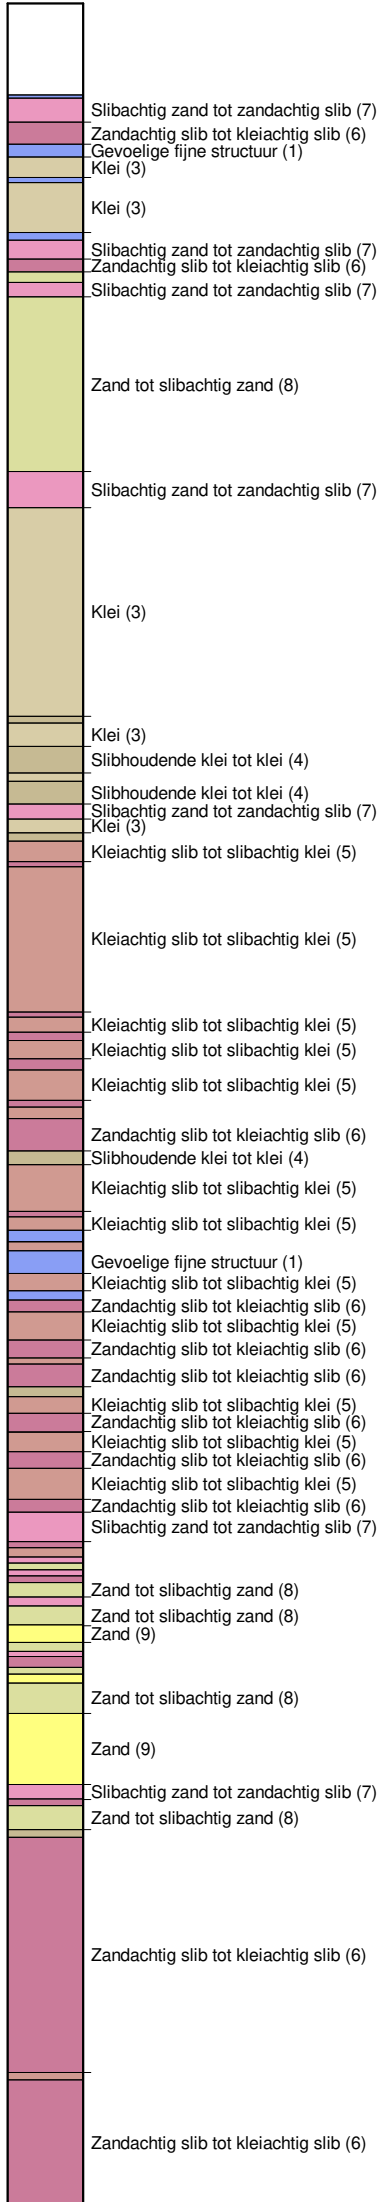 Slibachtig zand tot zandachtig slib (7)
Zandachtig slib tot kleiachtig slib (6)
Gevoelige fijne structuur (1)
Klei (3)
Klei (3)
Slibachtig zand tot zandachtig slib (7)
Zandachtig slib tot kleiachtig slib (6)
Slibachtig zand tot zandachtig slib (7)
Zand tot slibachtig zand (8)
Slibachtig zand tot zandachtig slib (7)
Klei (3)
Klei (3)
Slibhoudende klei tot klei (4)
Slibhoudende klei tot klei (4)
Slibachtig zand tot zandachtig slib (7)
Klei (3)
Kleiachtig slib tot slibachtig klei (5)
Kleiachtig slib tot slibachtig klei (5)
Kleiachtig slib tot slibachtig klei (5)
Kleiachtig slib tot slibachtig klei (5)
Kleiachtig slib tot slibachtig klei (5)
Zandachtig slib tot kleiachtig slib (6)
Slibhoudende klei tot klei (4)
Kleiachtig slib tot slibachtig klei (5)
Kleiachtig slib tot slibachtig klei (5)
Gevoelige fijne structuur (1)
Kleiachtig slib tot slibachtig klei (5)
Zandachtig slib tot kleiachtig slib (6)
Kleiachtig slib tot slibachtig klei (5)
Zandachtig slib tot kleiachtig slib (6)
Zandachtig slib tot kleiachtig slib (6)
Kleiachtig slib tot slibachtig klei (5)
Zandachtig slib tot kleiachtig slib (6)
Kleiachtig slib tot slibachtig klei (5)
Zandachtig slib tot kleiachtig slib (6)
Kleiachtig slib tot slibachtig klei (5)
Zandachtig slib tot kleiachtig slib (6)
Slibachtig zand tot zandachtig slib (7)
Zand tot slibachtig zand (8)
Zand tot slibachtig zand (8)
Zand (9)
Zand tot slibachtig zand (8)
Zand (9)
Slibachtig zand tot zandachtig slib (7)
Zand tot slibachtig zand (8)
Zandachtig slib tot kleiachtig slib (6)
Zandachtig slib tot kleiachtig slib (6)